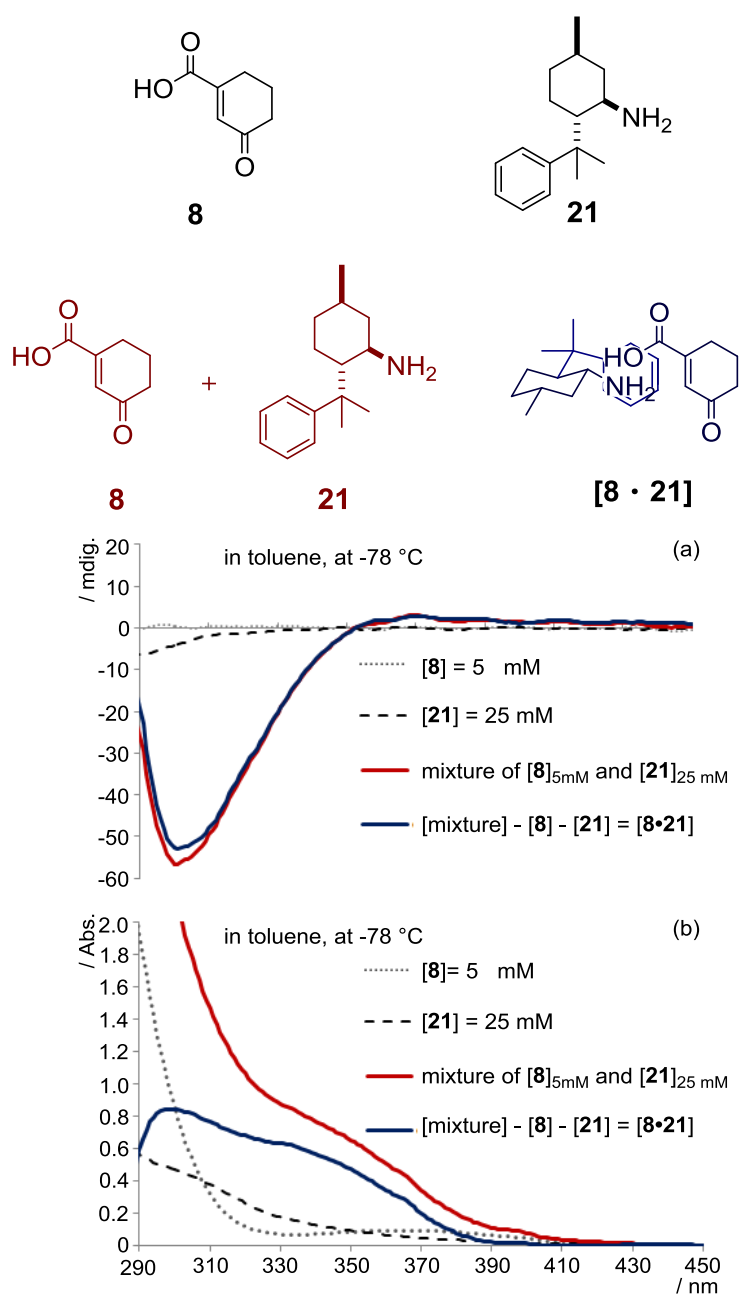 O
HO
O
8
NH2
21
O
HO
O
8
+
NH2
21
O
HO
NH2
O
[8 · 21]
(a)
in toluene, at -78 °C
/ mdig.
20
10
0
-10
-20
-30
-40
-50
-60
[8] = 5 mM
[21] = 25 mM
mixture of [8]5mM and [21]25 mM
[mixture] - [8] - [21] = [8•21]
(b)
in toluene, at -78 °C
/ Abs.
2.0
1.8
1.6
1.4
1.2
1.0
0.8
0.6
0.4
0.2
0
[8]= 5 mM
[21] = 25 mM
mixture of [8]5mM and [21]25 mM
[mixture] - [8] - [21] = [8•21]
290 310 330 350 370 390 410 430 450
/ nm